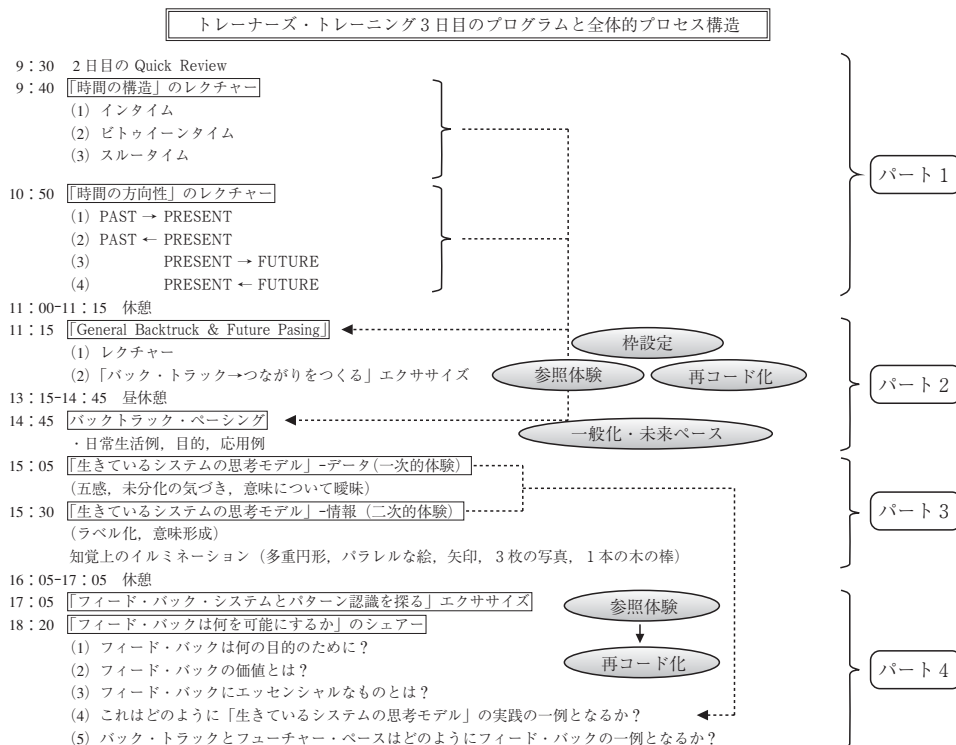 トレーナーズ・トレーニング3日目のプログラムと全体的プロセス構造
9：30 2日目の Quick Review
9：40 「時間の構造」のレクチャー
(1) インタイム
(2) ビトゥイーンタイム
(3) スルータイム
10：50 「時間の方向性」のレクチャー
(1) PAST → PRESENT
(2) PAST ← PRESENT
(3) PRESENT → FUTURE
(4) PRESENT ← FUTURE
パート1
11：00-11：15 休憩
11：15 「General Backtruck & Future Pasing」
(1) レクチャー
(2)「バック・トラック→つながりをつくる」エクササイズ
枠設定
参照体験
再コード化
パート2
13：15-14：45 昼休憩
14：45 バックトラック・ペーシング
・日常生活例，目的，応用例
一般化・未来ペース
15：05 「生きているシステムの思考モデル」-データ（一次的体験）
（五感，未分化の気づき，意味について曖昧）
15：30 「生きているシステムの思考モデル」-情報（二次的体験）
（ラベル化，意味形成）
知覚上のイルミネーション（多重円形，パラレルな絵，矢印，3枚の写真，1本の木の棒）
パート3
16：05-17：05 休憩
17：05 「フィード・バック・システムとパターン認識を探る」エクササイズ
18：20 「フィード・バックは何を可能にするか」のシェアー
(1) フィード・バックは何の目的のために？
(2) フィード・バックの価値とは？
(3) フィード・バックにエッセンシャルなものとは？
(4) これはどのように「生きているシステムの思考モデル」の実践の一例となるか？
(5) バック・トラックとフューチャー・ペースはどのようにフィード・バックの一例となるか？
参照体験
再コード化
パート4